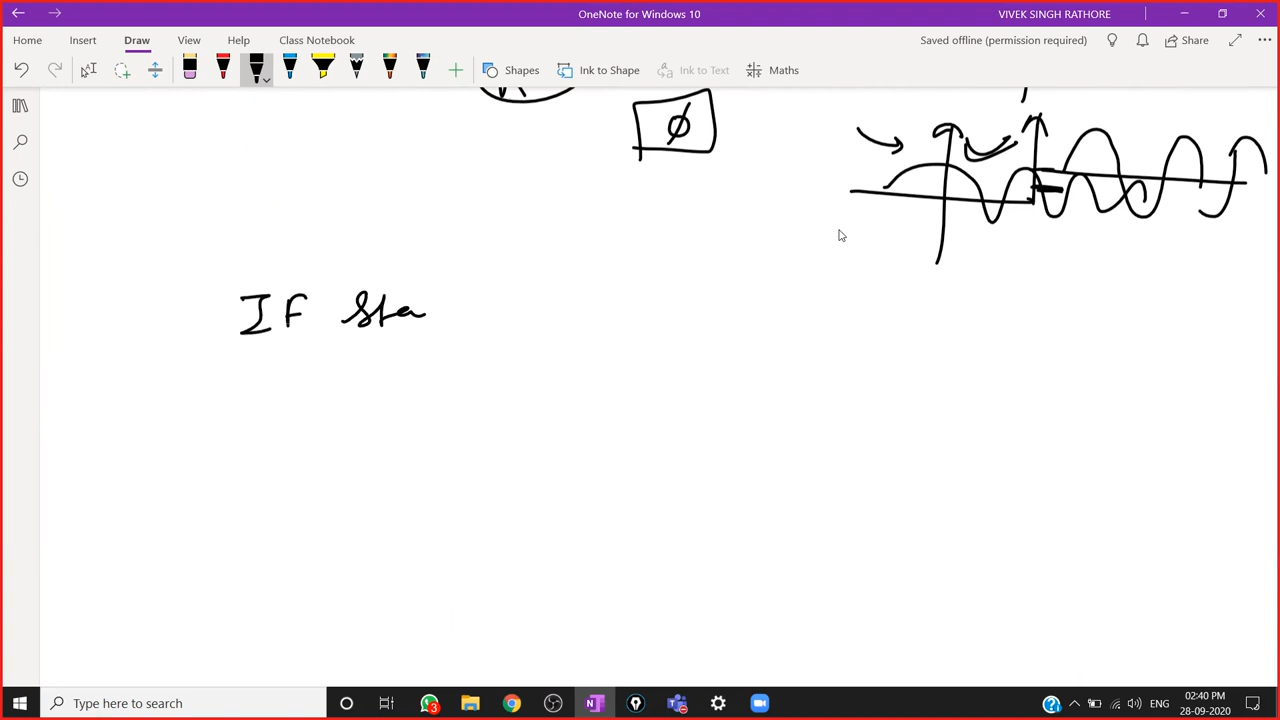 OneNote for Windows 10
VIVEK SINGH RATHORE
Home Insert Draw View Help Class Notebook
Saved offline (permission required)
Share
Shapes
Ink to Shape
Ink to Text
Maths
φ
If sta
Type here to search
3
N
ENG
02:40 PM
28-09-2020